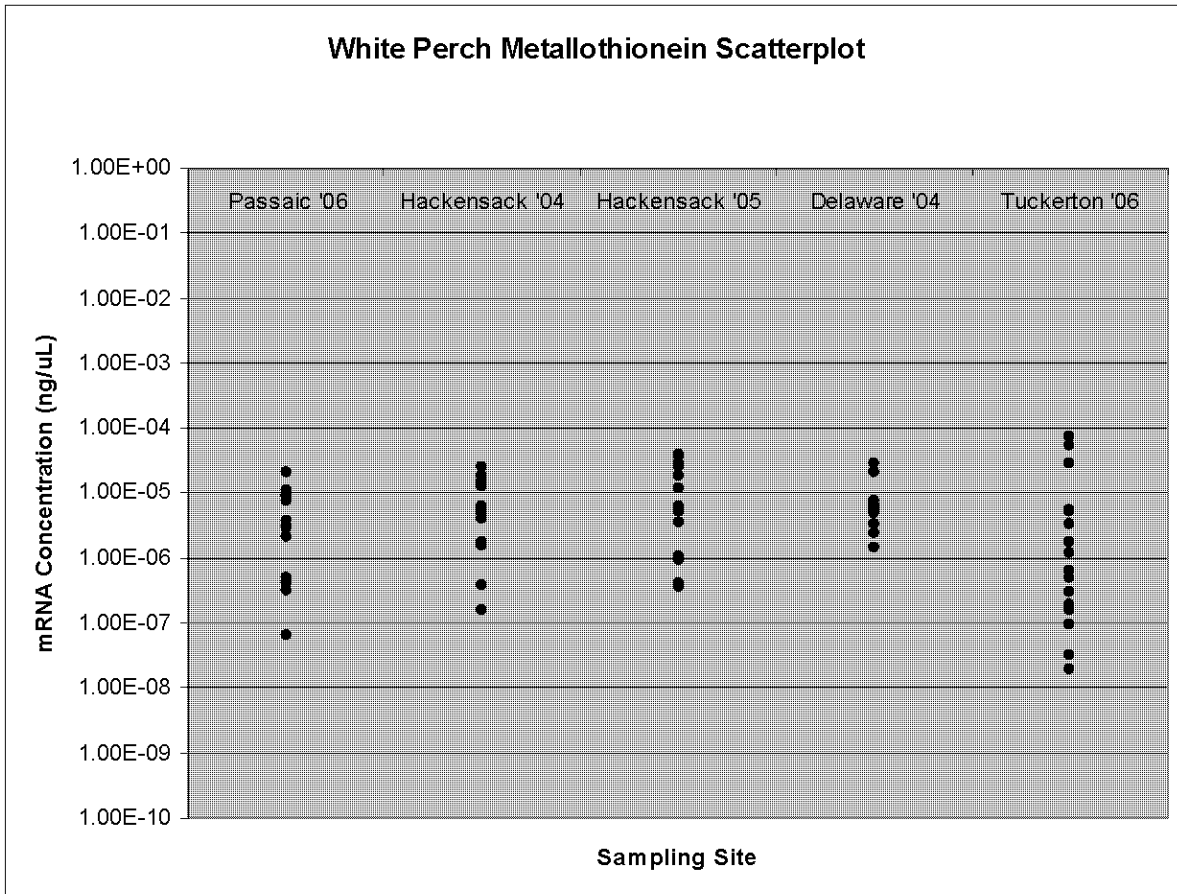 White Perch Metallothionein Scatterplot
mRNA Concentration (ng/uL)
1.00E+00
1.00E-01
1.00E-02
1.00E-03
1.00E-04
1.00E-05
1.00E-06
1.00E-07
1.00E-08
1.00E-09
1.00E-10
Passaic '06
Hackensack '04
Hackensack '05
Delaware '04
Tuckerton '06
Sampling Site